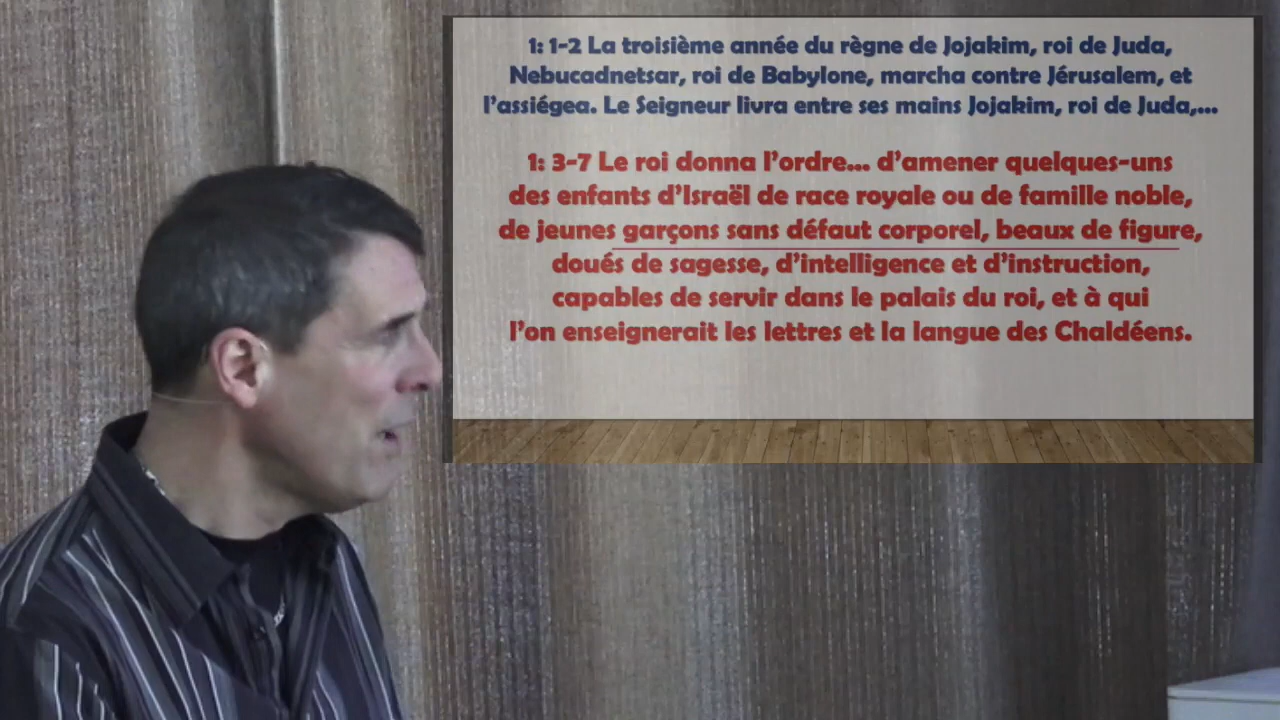 1: 1-2 La troisième année du règne de Jojakim, roi de Juda,
Nebucadnetsar, roi de Babylone, marcha contre Jérusalem, et
l'assiégea. Le Seigneur livra entre ses mains Jojakim, roi de Juda,...
1: 3-7 Le roi donna l'ordre... d'amener quelques-uns
des enfants d'Israël de race royale ou de famille noble,
de jeunes garçons sans défaut corporel, beaux de figure,
doués de sagesse, d'intelligence et d'instruction,
capables de servir dans le palais du roi, et à qui
l'on enseignerait les lettres et la langue des Chaldéens.